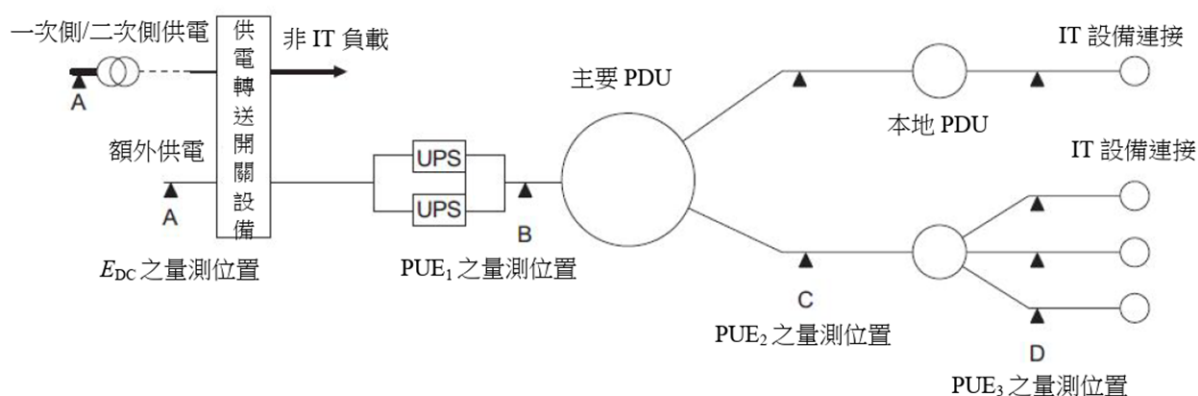 一次側/二次側供電
供電轉送開關設備
非 IT 負載
A
額外供電
A
EDC 之量測位置
UPS
UPS
B
PUE1 之量測位置
主要 PDU
本地 PDU
IT 設備連接
IT 設備連接
C
PUE2 之量測位置
D
PUE3 之量測位置